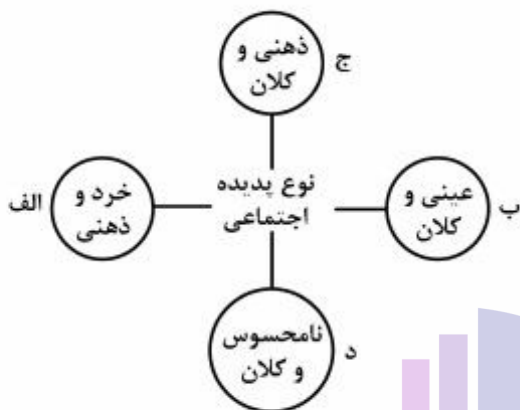 ذهنی و
کلان
ج
نوع پدیده
اجتماعی
عینی و
کلان
ب
خرد و
ذهنی
الف
نامحسوس
و کلان
د